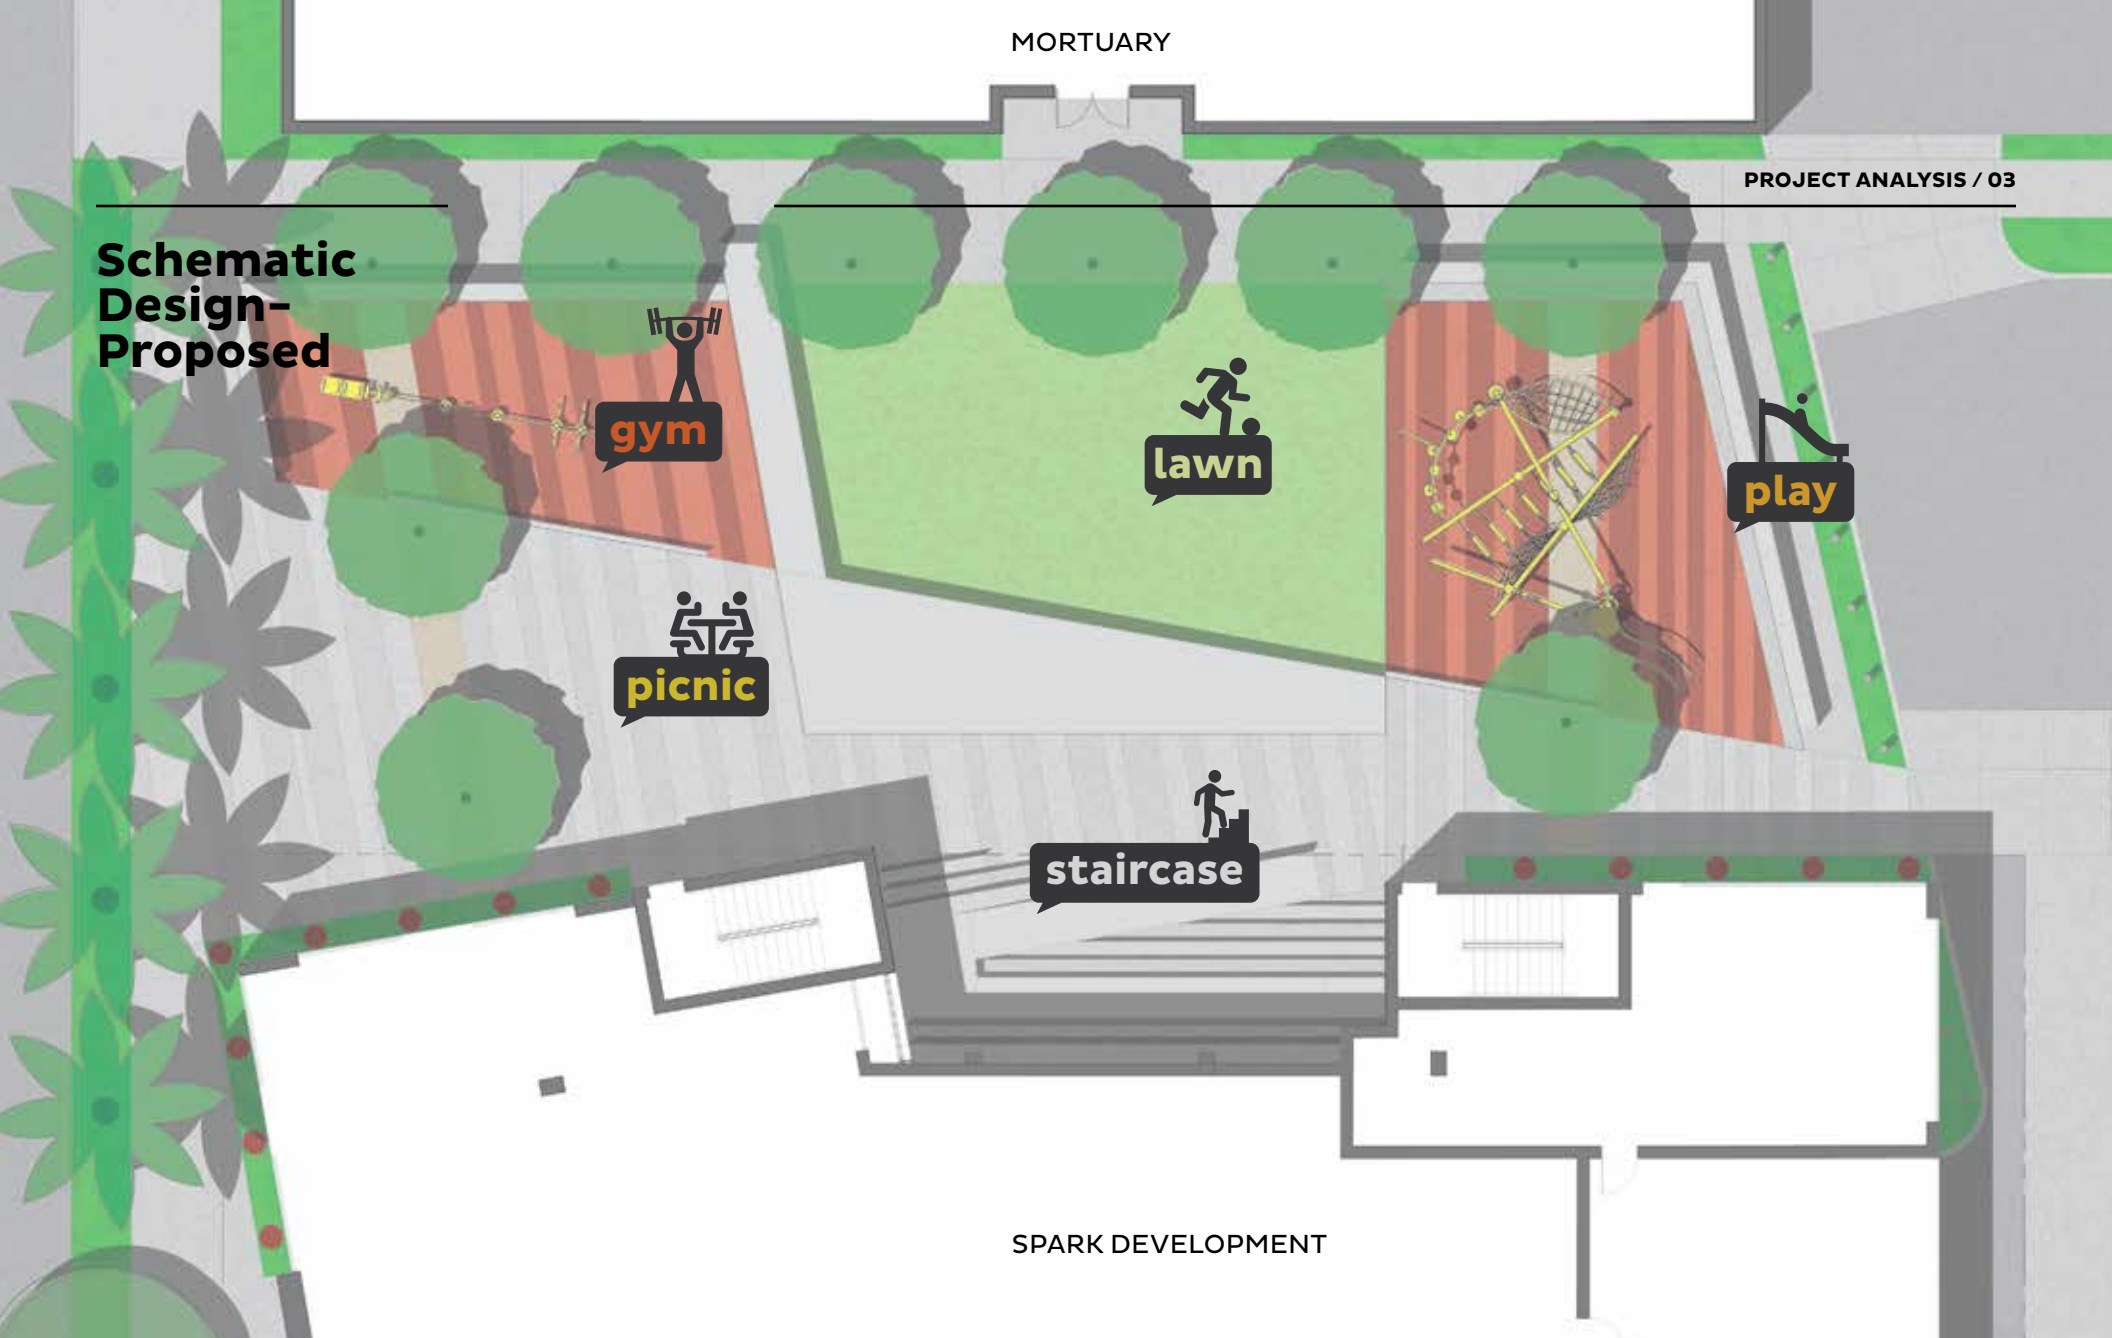 MORTUARY
PROJECT ANALYSIS / 03
Schematic
Design-
Proposed
gym
lawn
play
picnic
staircase
SPARK DEVELOPMENT